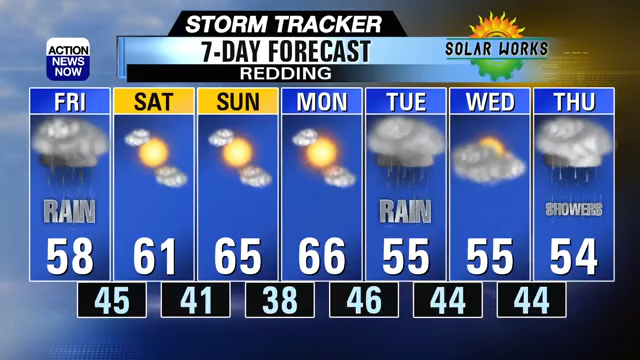 STORM TRACKER
ACTION
NEWS
NOW
7-DAY FORECAST
SOLAR WORKS
REDDING
FRI SAT SUN MON TUE WED THU
RAIN RAIN SHOWERS
58 61 65 66 55 55 54
45 41 38 46 44 44